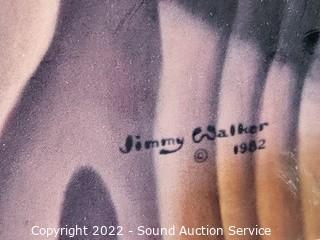 Jimmy Walker
© 1982
Copyright 2022 - Sound Auction Service